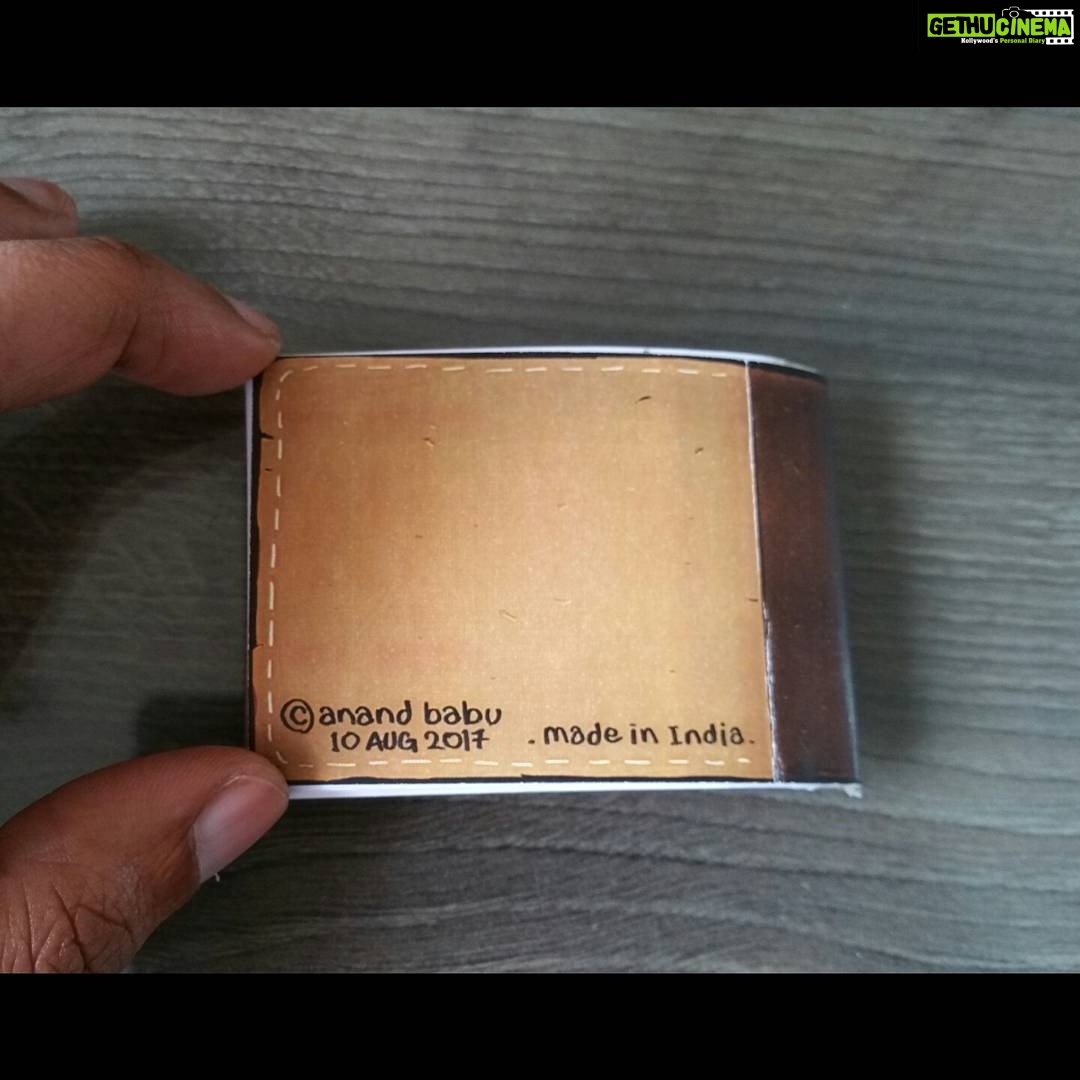 GETHUCINEMA
Kollywood's Personal Diary
©anand babu
10 AUG 2017
. made in India.